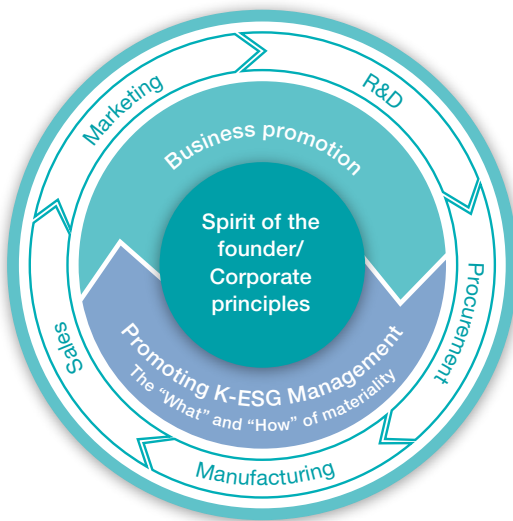 Marketing
R&D
Procurement
Manufacturing
Sales
Business promotion
Spirit of the
founder/
Corporate
principles
Promoting K-ESG Management
The “What” and “How” of materiality